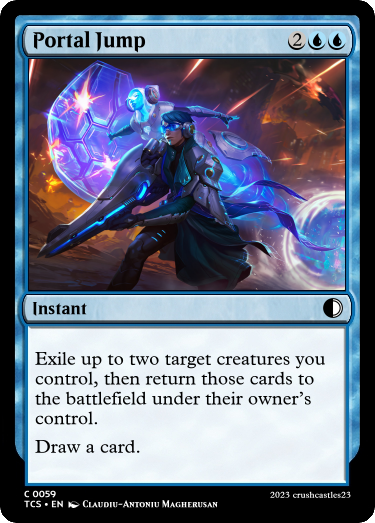 Portal Jump 2
Instant
Exile up to two target creatures you
control, then return those cards to
the battlefield under their owner's
control.
Draw a card.
C 0059
TCS • EN Claudiu-Antoniu Magherusan
2023 crushcastles23